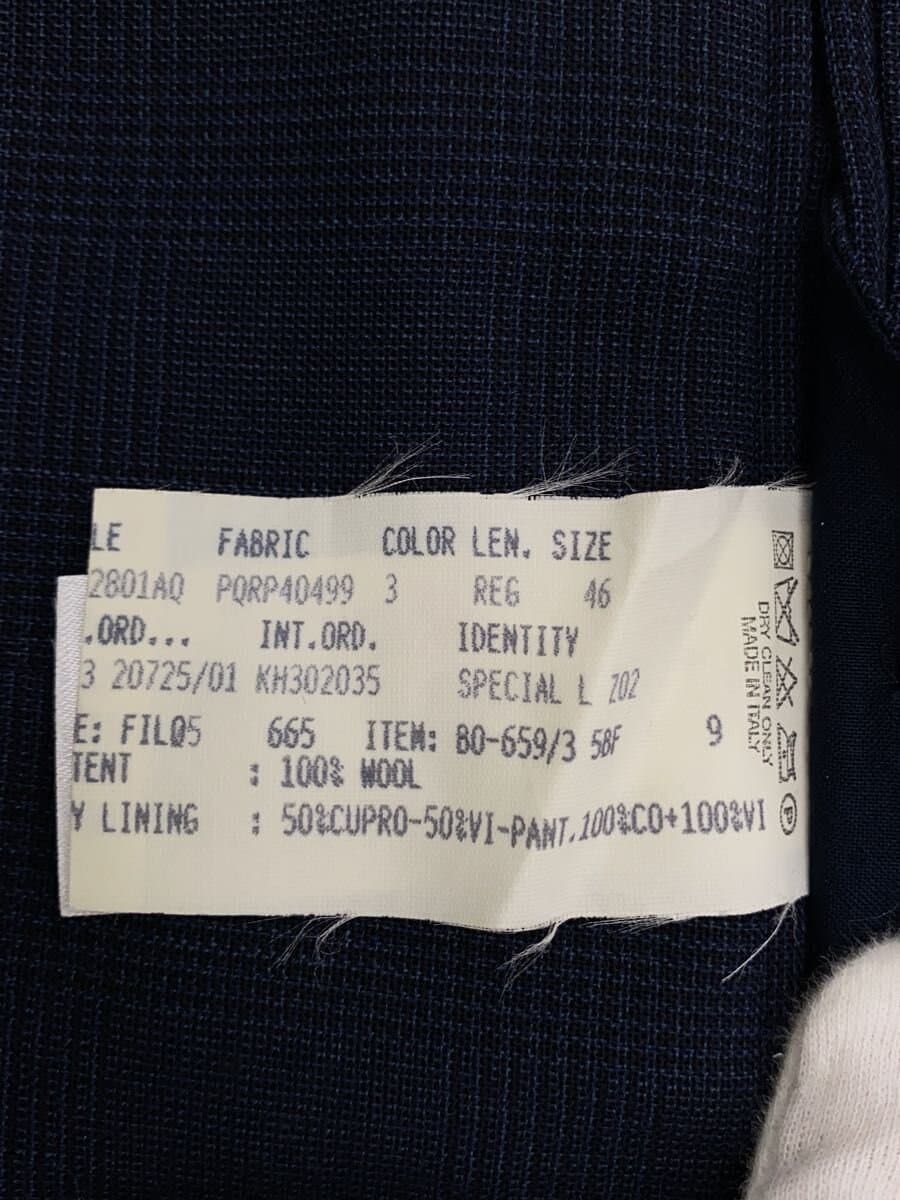 LE FABRIC COLOR LEN. SIZE
2801AQ PQRP40499 3 REG 46
.ORD... INT.ORD. IDENTITY
3 20725/01 KH302035 SPECIAL L 202
E: FIL05 665 ITEM: BO-659/3 58F 9
TENT : 100% WOOL
Y LINING : 50%CUPRO-50%VI-PANT.100%CO+100%VI
DRY CLEAN ONLY
MADE IN ITALY
P